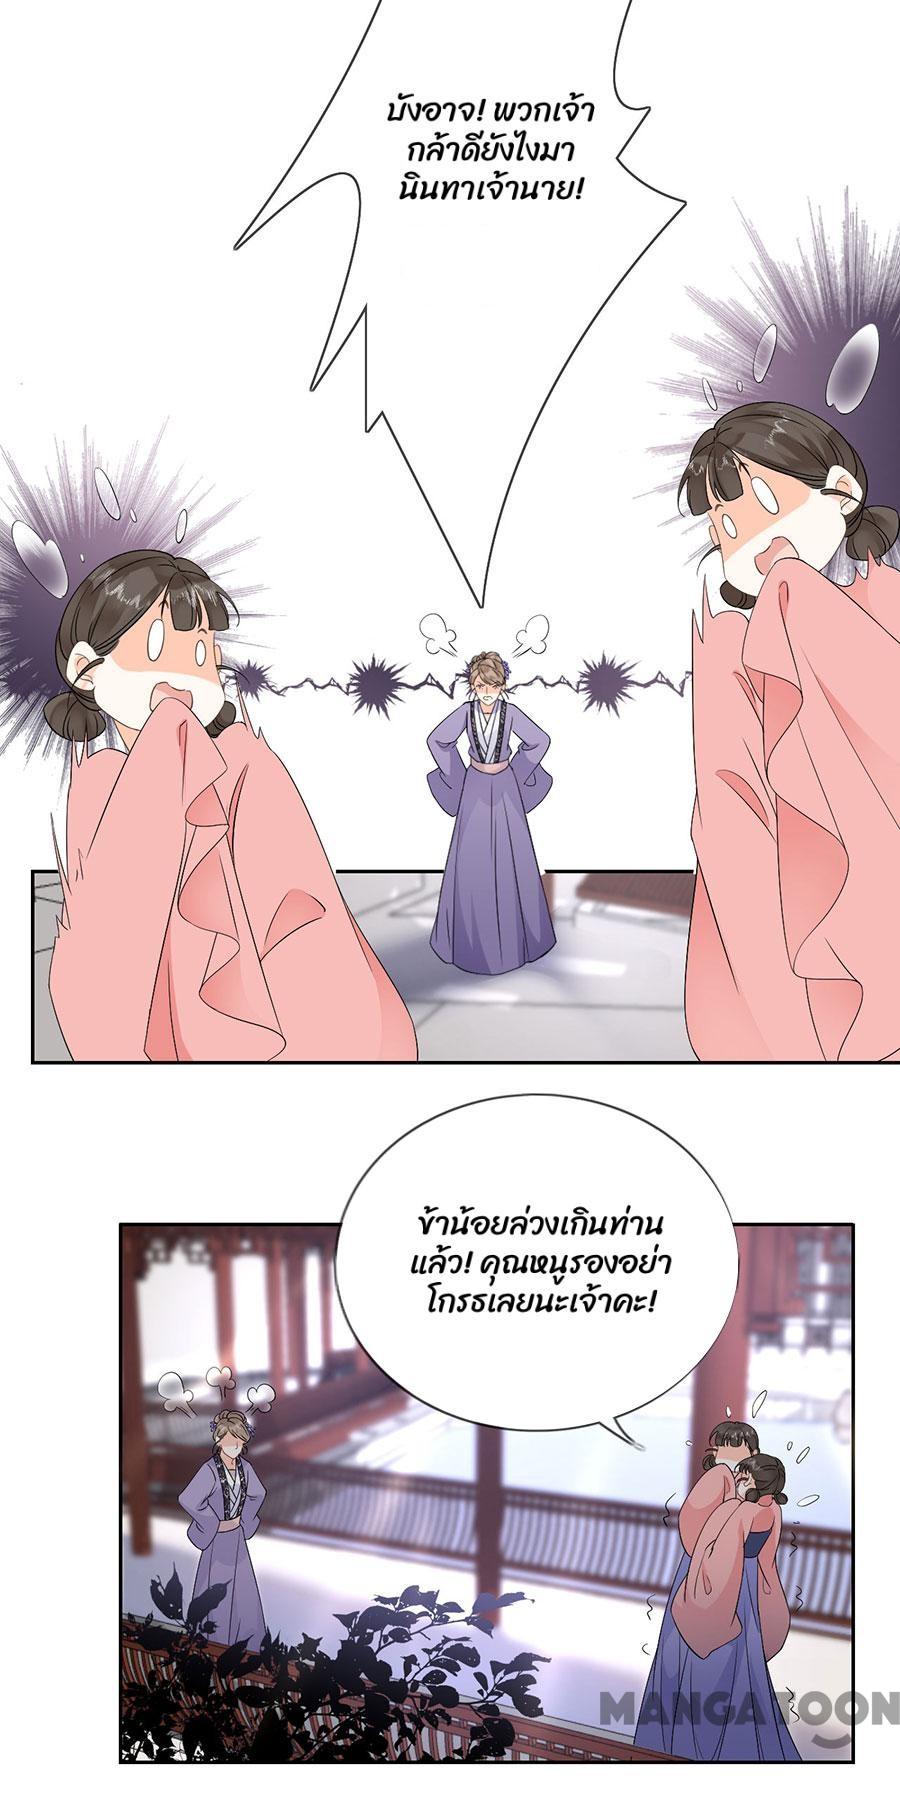 บังอาจ! พวกเจ้า
กล้าดียังไงมา
นินทาเจ้านาย!
ข้าน้อยล่วงเกินท่าน
แล้ว! คุณหนูรองอย่า
โกรธเลยนะเจ้าคะ!
MANGATOON